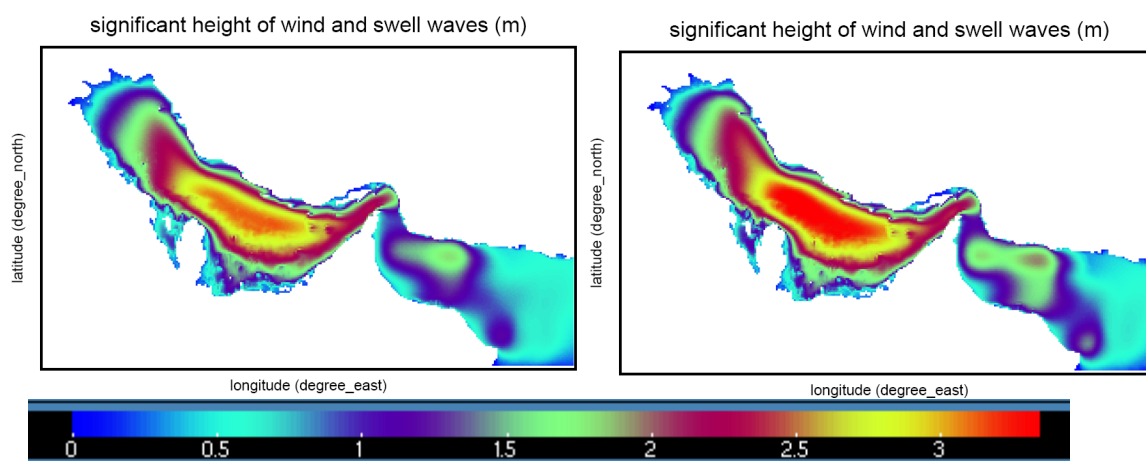 significant height of wind and swell waves (m)
significant height of wind and swell waves (m)
latitude (degree_north)
latitude (degree_north)
longitude (degree_east)
longitude (degree_east)
0 0.5 1 1.5 2 2.5 3